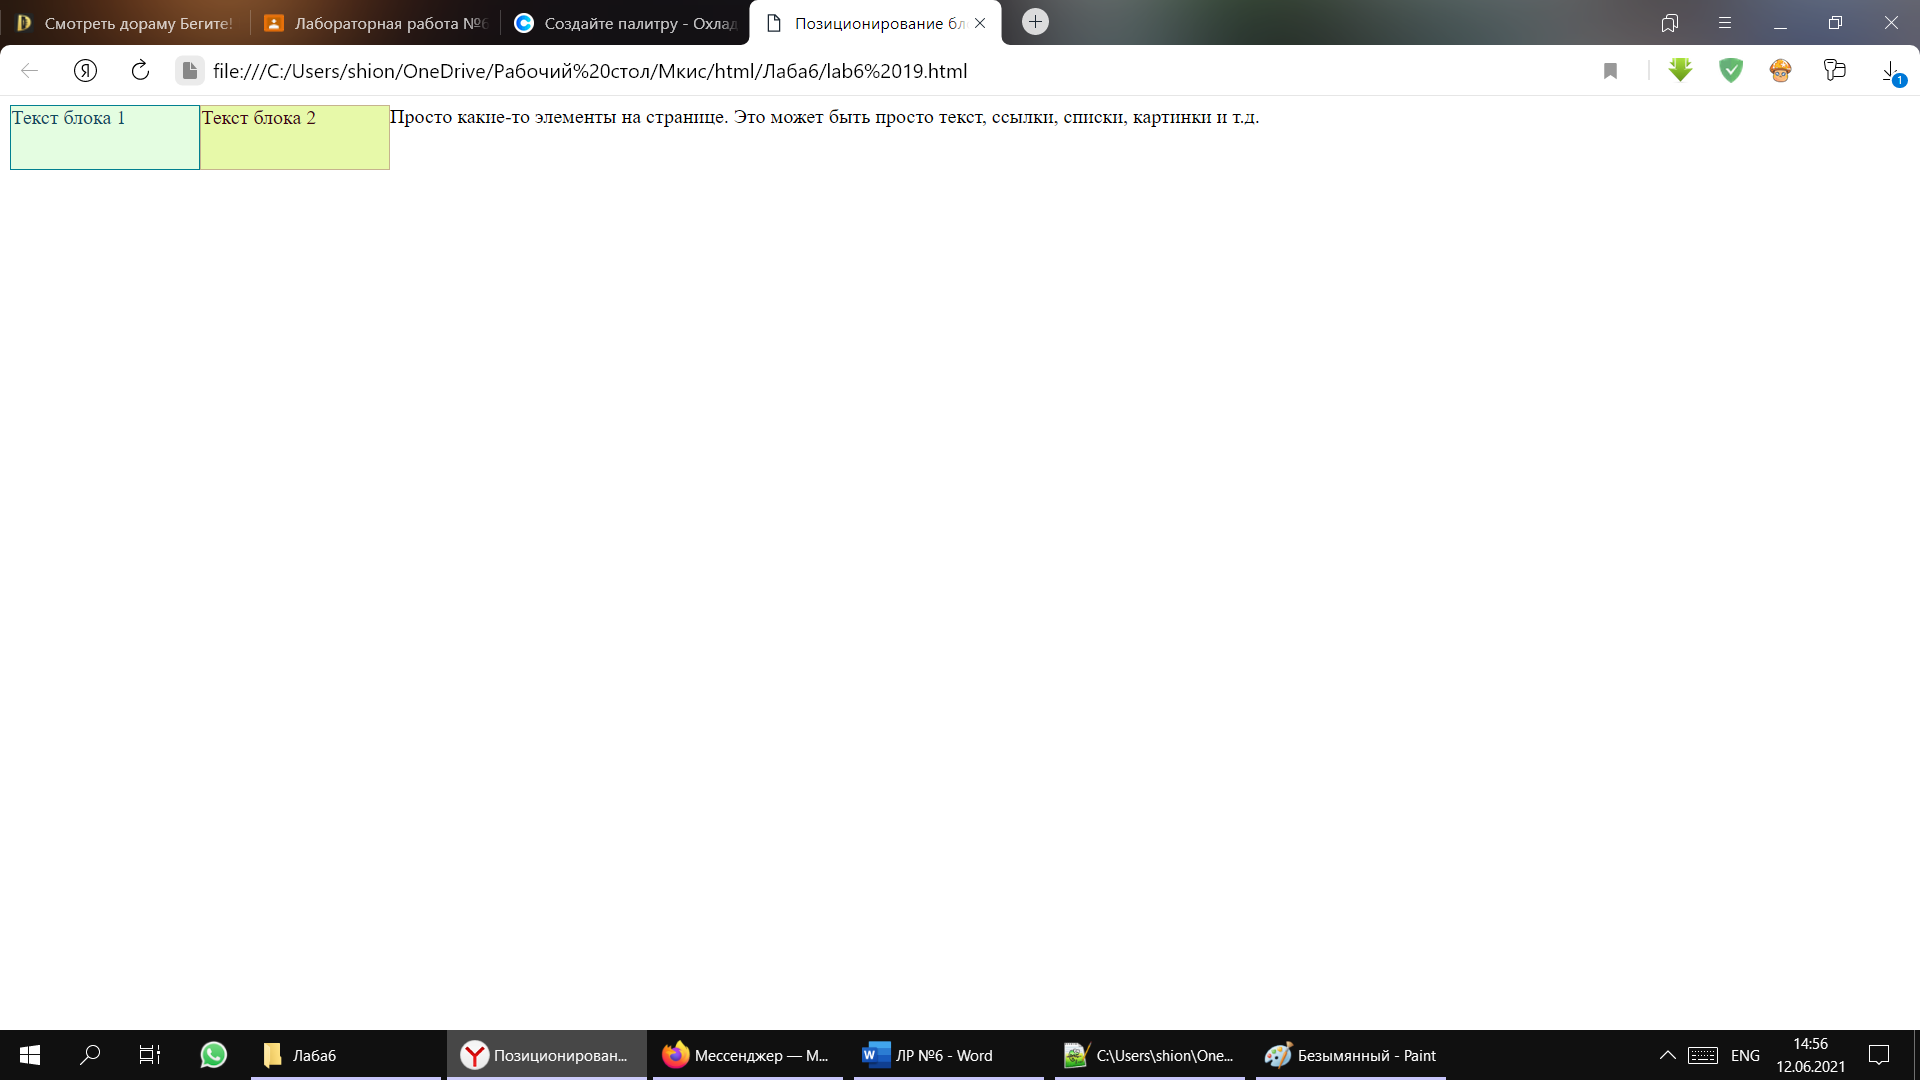 Смотреть дораму Бегите!
Лабораторная работа №6
Создайте палитру - Охлад
Позиционирование бл
file:///C:/Users/shion/OneDrive/Рабочий%20стол/Мкис/html/Лаба6/lab6%2019.html
1
Текст блока 1
Текст блока 2
Просто какие-то элементы на странице. Это может быть просто текст, ссылки, списки, картинки и т.д.
Лаба6
Позиционирован...
Мессенджер — М...
ЛР №6 - Word
C:\Users\shion\One...
Безымянный - Paint
ENG
14:56
12.06.2021